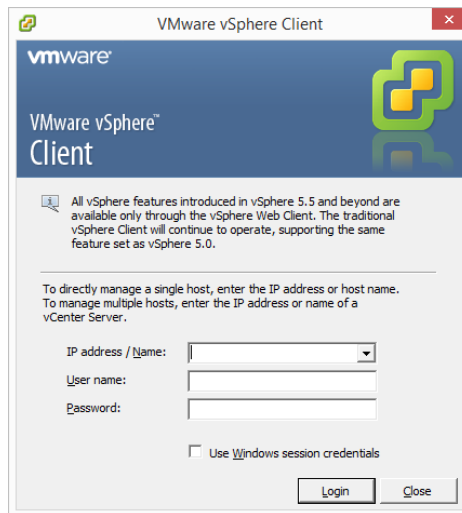 VMware vSphere Client
vmware
VMware vSphere™
Client
All vSphere features introduced in vSphere 5.5 and beyond are
available only through the vSphere Web Client. The traditional
vSphere Client will continue to operate, supporting the same
feature set as vSphere 5.0.
To directly manage a single host, enter the IP address or host name.
To manage multiple hosts, enter the IP address or name of a
vCenter Server.
IP address / Name:
User name:
Password:
Use Windows session credentials
Login Close